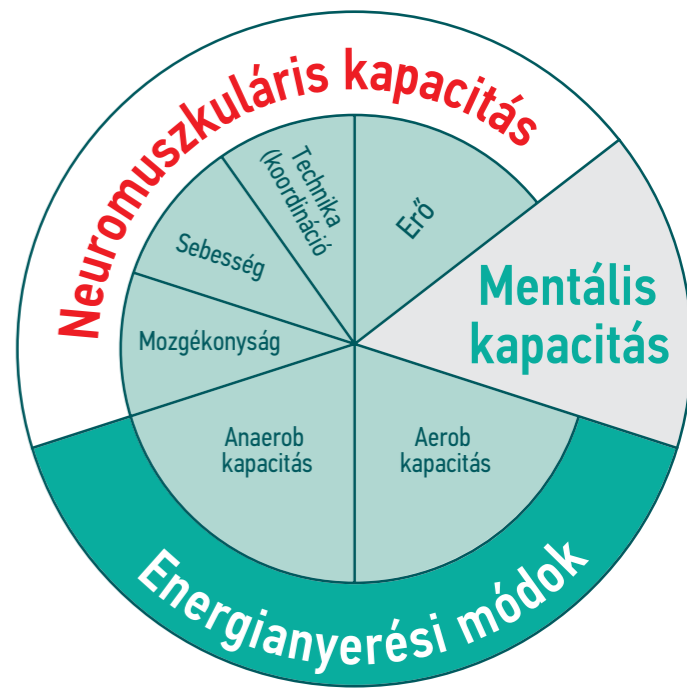 Neuromuszkuláris kapacitás
Technika
(koordináció
Erő
Sebesség
Mozgékonyság
Mentális
kapacitás
Anaerob
kapacitás
Aerob
kapacitás
Energianyerési módok